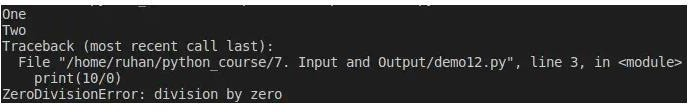 One
Two
Traceback (most recent call last):
  File "/home/ruhan/python_course/7. Input and Output/demo12.py", line 3, in <module>
    print(10/0)
ZeroDivisionError: division by zero